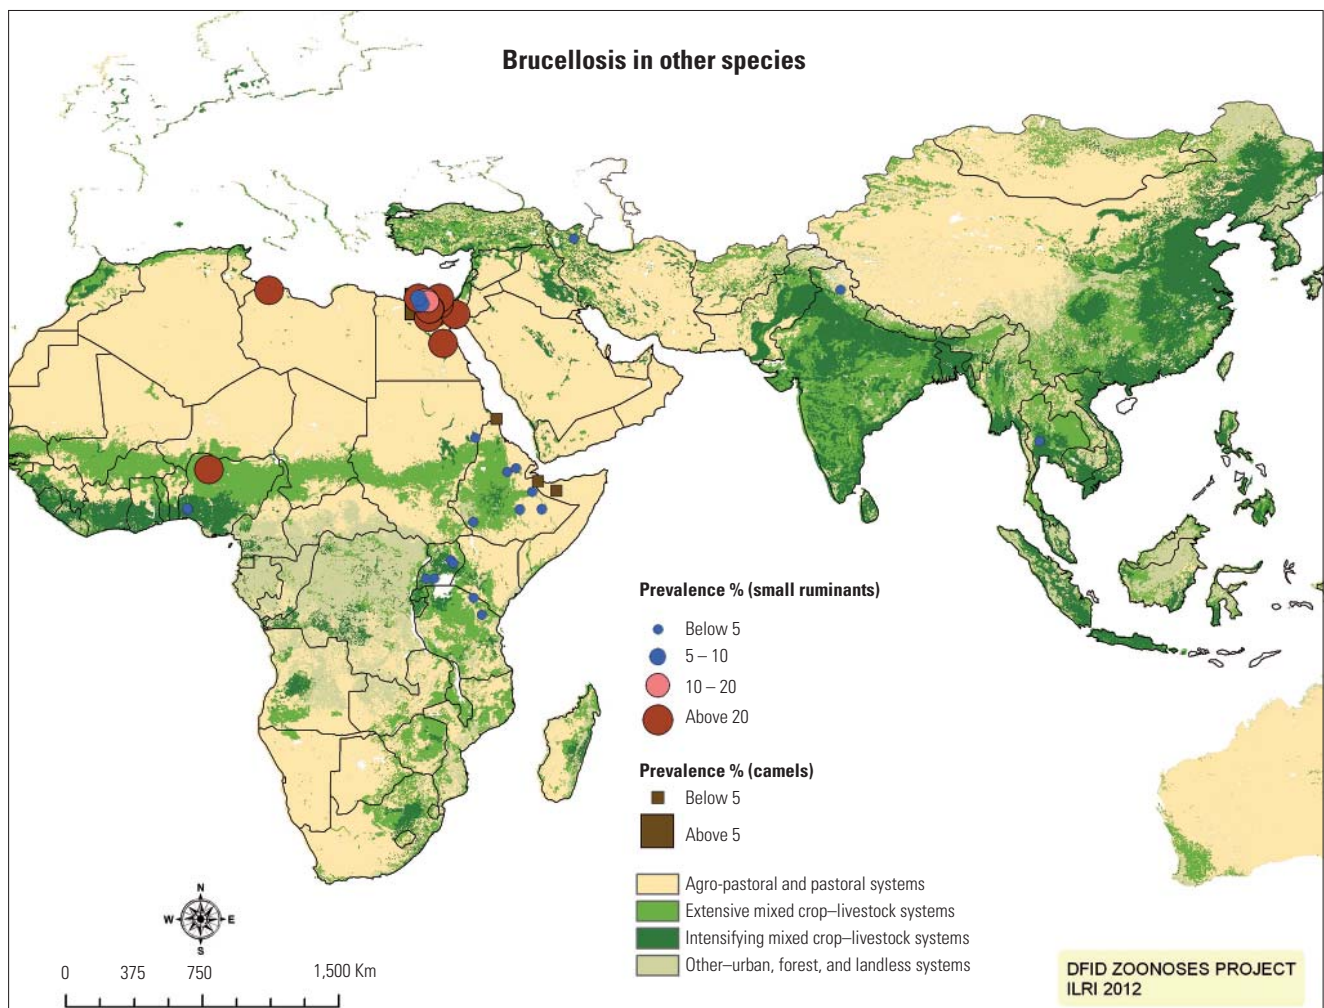 Brucellosis in other species
Prevalence % (small ruminants)
Below 5
5 – 10
10 – 20
Above 20
Prevalence % (camels)
Below 5
Above 5
Agro-pastoral and pastoral systems
Extensive mixed crop–livestock systems
Intensifying mixed crop–livestock systems
Other–urban, forest, and landless systems
N
W E
S
0 375 750 1,500 Km
DFID ZOONOSES PROJECT
ILRI 2012